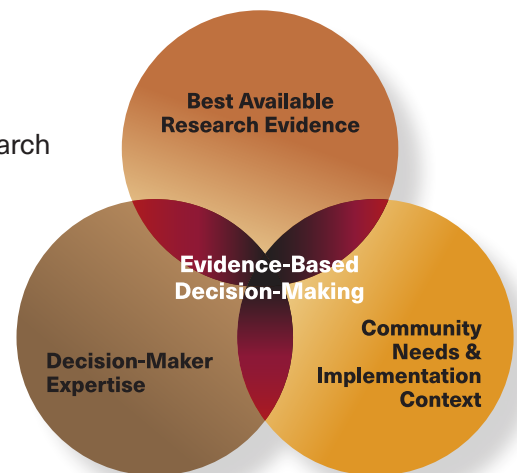 Best Available
Research Evidence
arch
Evidence-Based
Decision-Making
Decision-Maker
Expertise
Community
Needs &
Implementation
Context